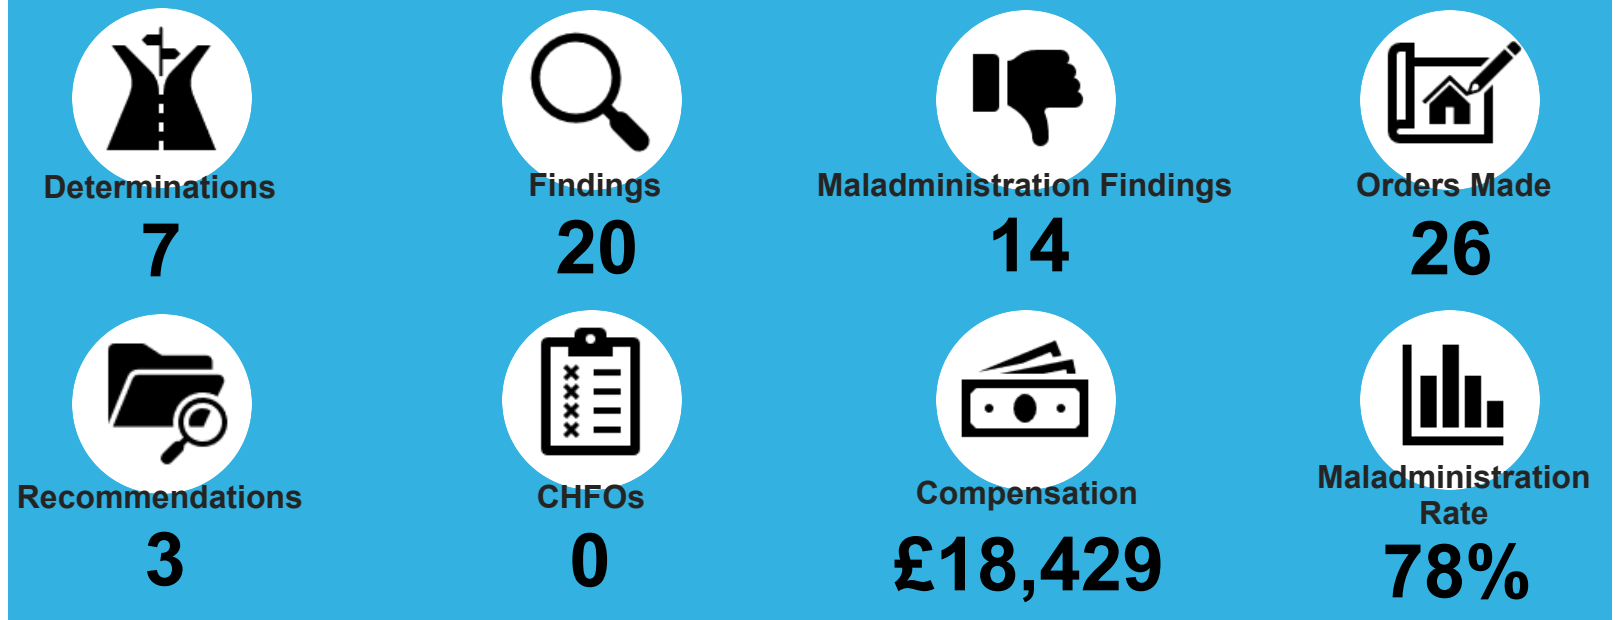 Determinations
7
Findings
20
Maladministration Findings
14
Orders Made
26
Recommendations
3
CHFOs
0
Compensation
£18,429
Maladministration
Rate
78%